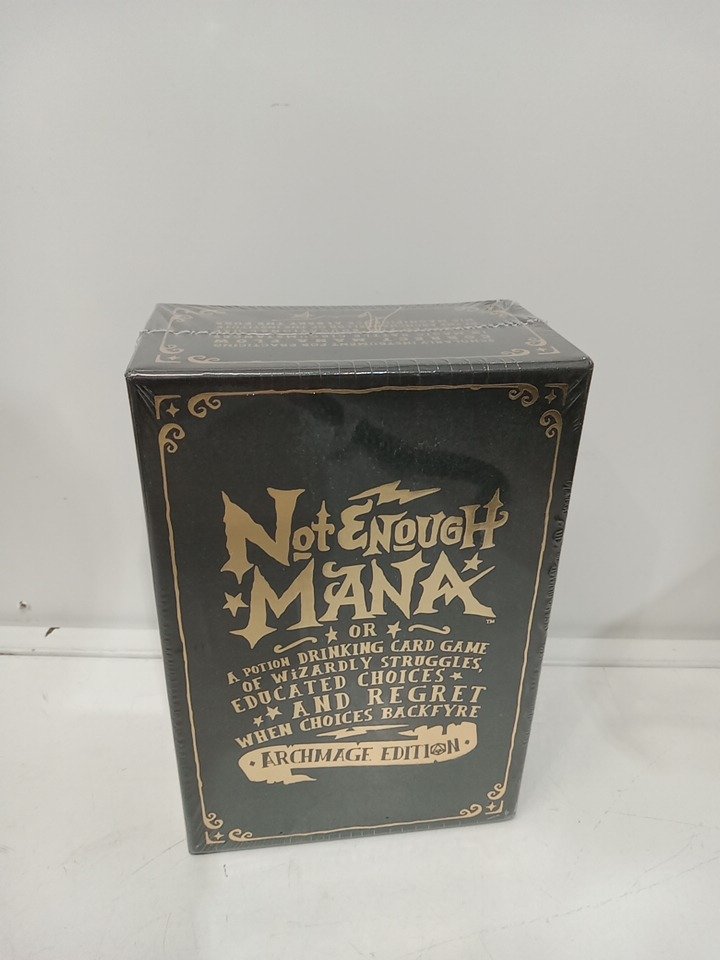 NOT ENOUGH
MANA™
OR
A POTION DRINKING CARD GAME
OF WIZARDLY STRUGGLES,
EDUCATED CHOICES
AND REGRET
WHEN CHOICES BACKFYRE
ARCHMAGE EDITION